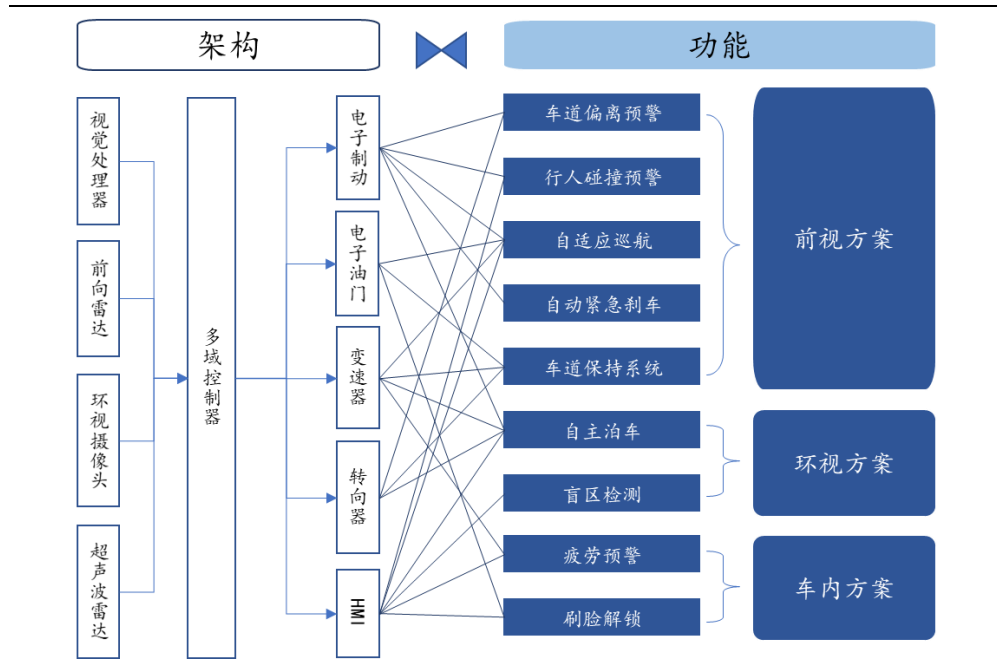 架构
功能
视觉处理器
前向雷达
环视摄像头
超声波雷达
多域控制器
电子制动
电子油门
变速器
转向器
HMI
车道偏离预警
行人碰撞预警
自适应巡航
自动紧急刹车
车道保持系统
自主泊车
盲区检测
疲劳预警
刷脸解锁
前视方案
环视方案
车内方案